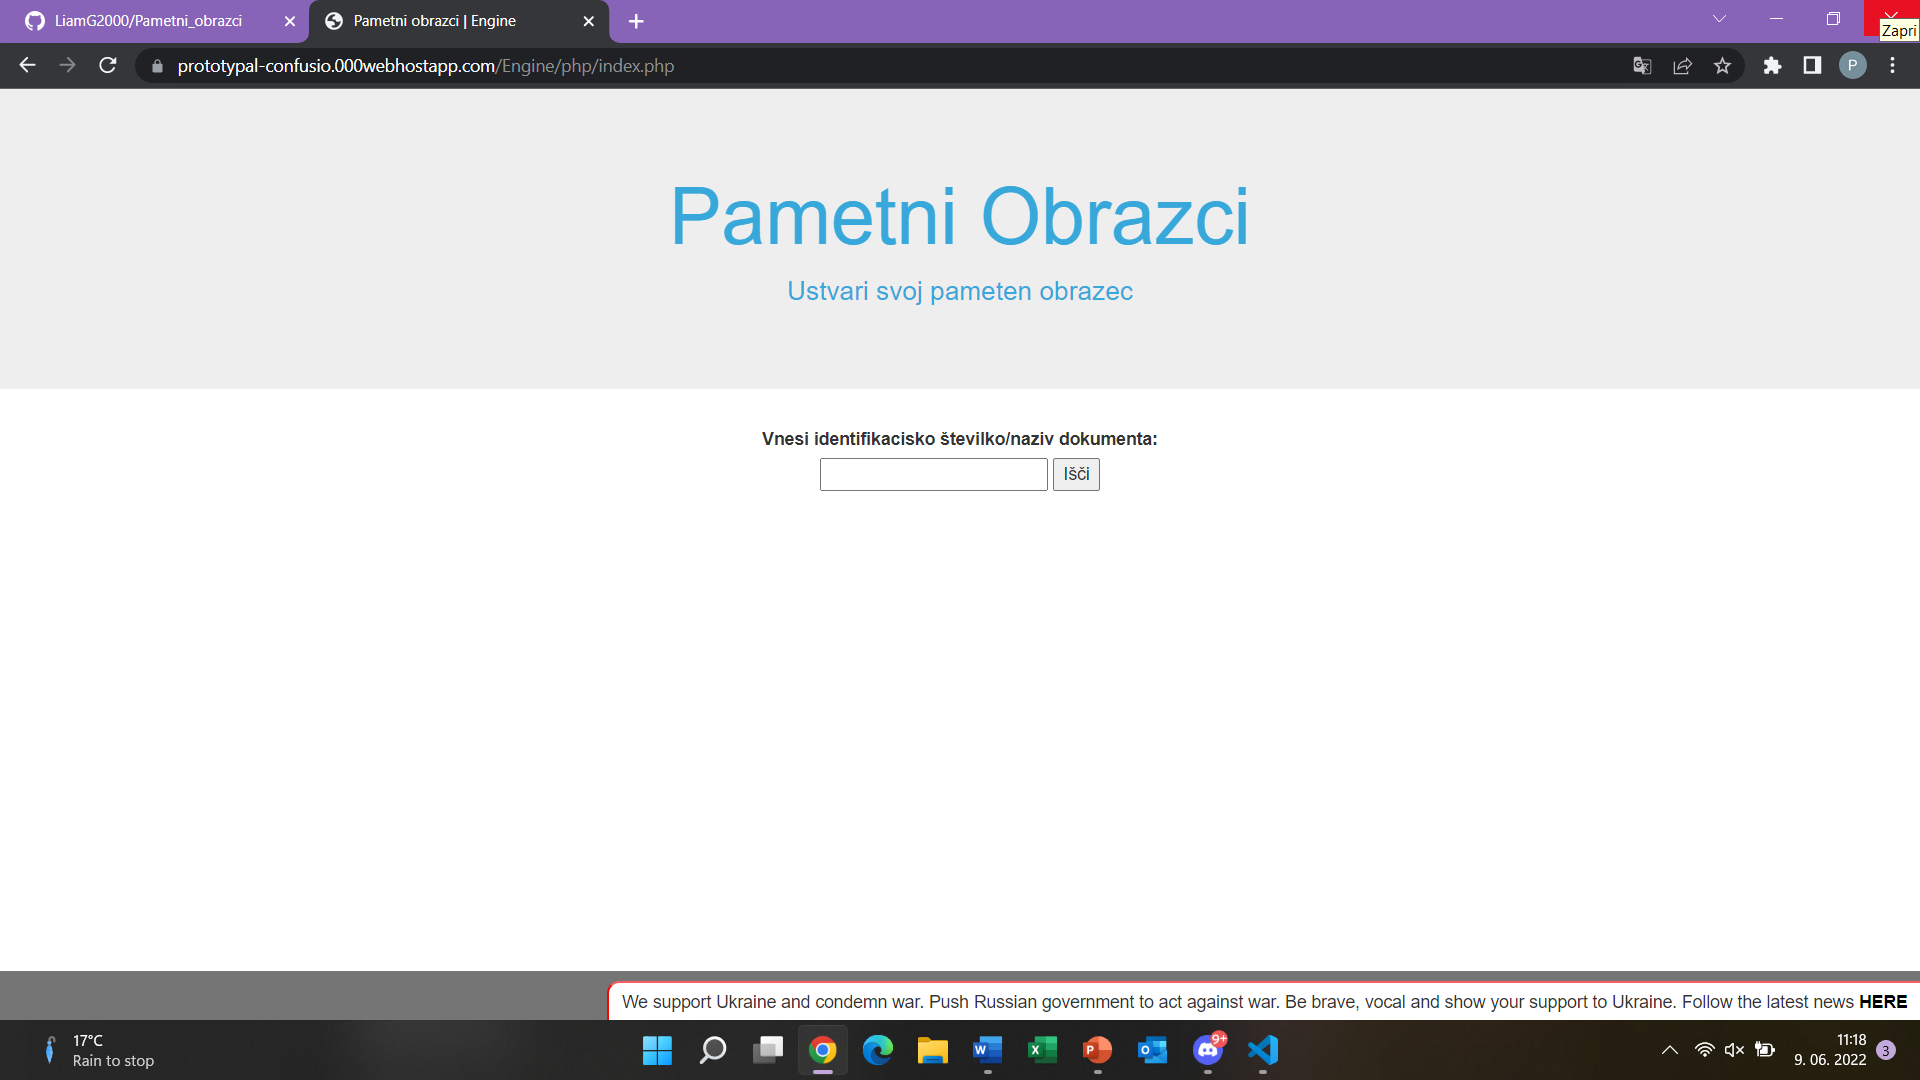 LiamG2000/Pametni_obrazci
Pametni obrazci | Engine
Zapri
prototypal-confusio.000webhostapp.com/Engine/php/index.php
P
Pametni Obrazci
Ustvari svoj pameten obrazec
Vnesi identifikacisko številko/naziv dokumenta:
Išči
We support Ukraine and condemn war. Push Russian government to act against war. Be brave, vocal and show your support to Ukraine. Follow the latest news HERE
17°C
Rain to stop
9+
11:18
9. 06. 2022
3